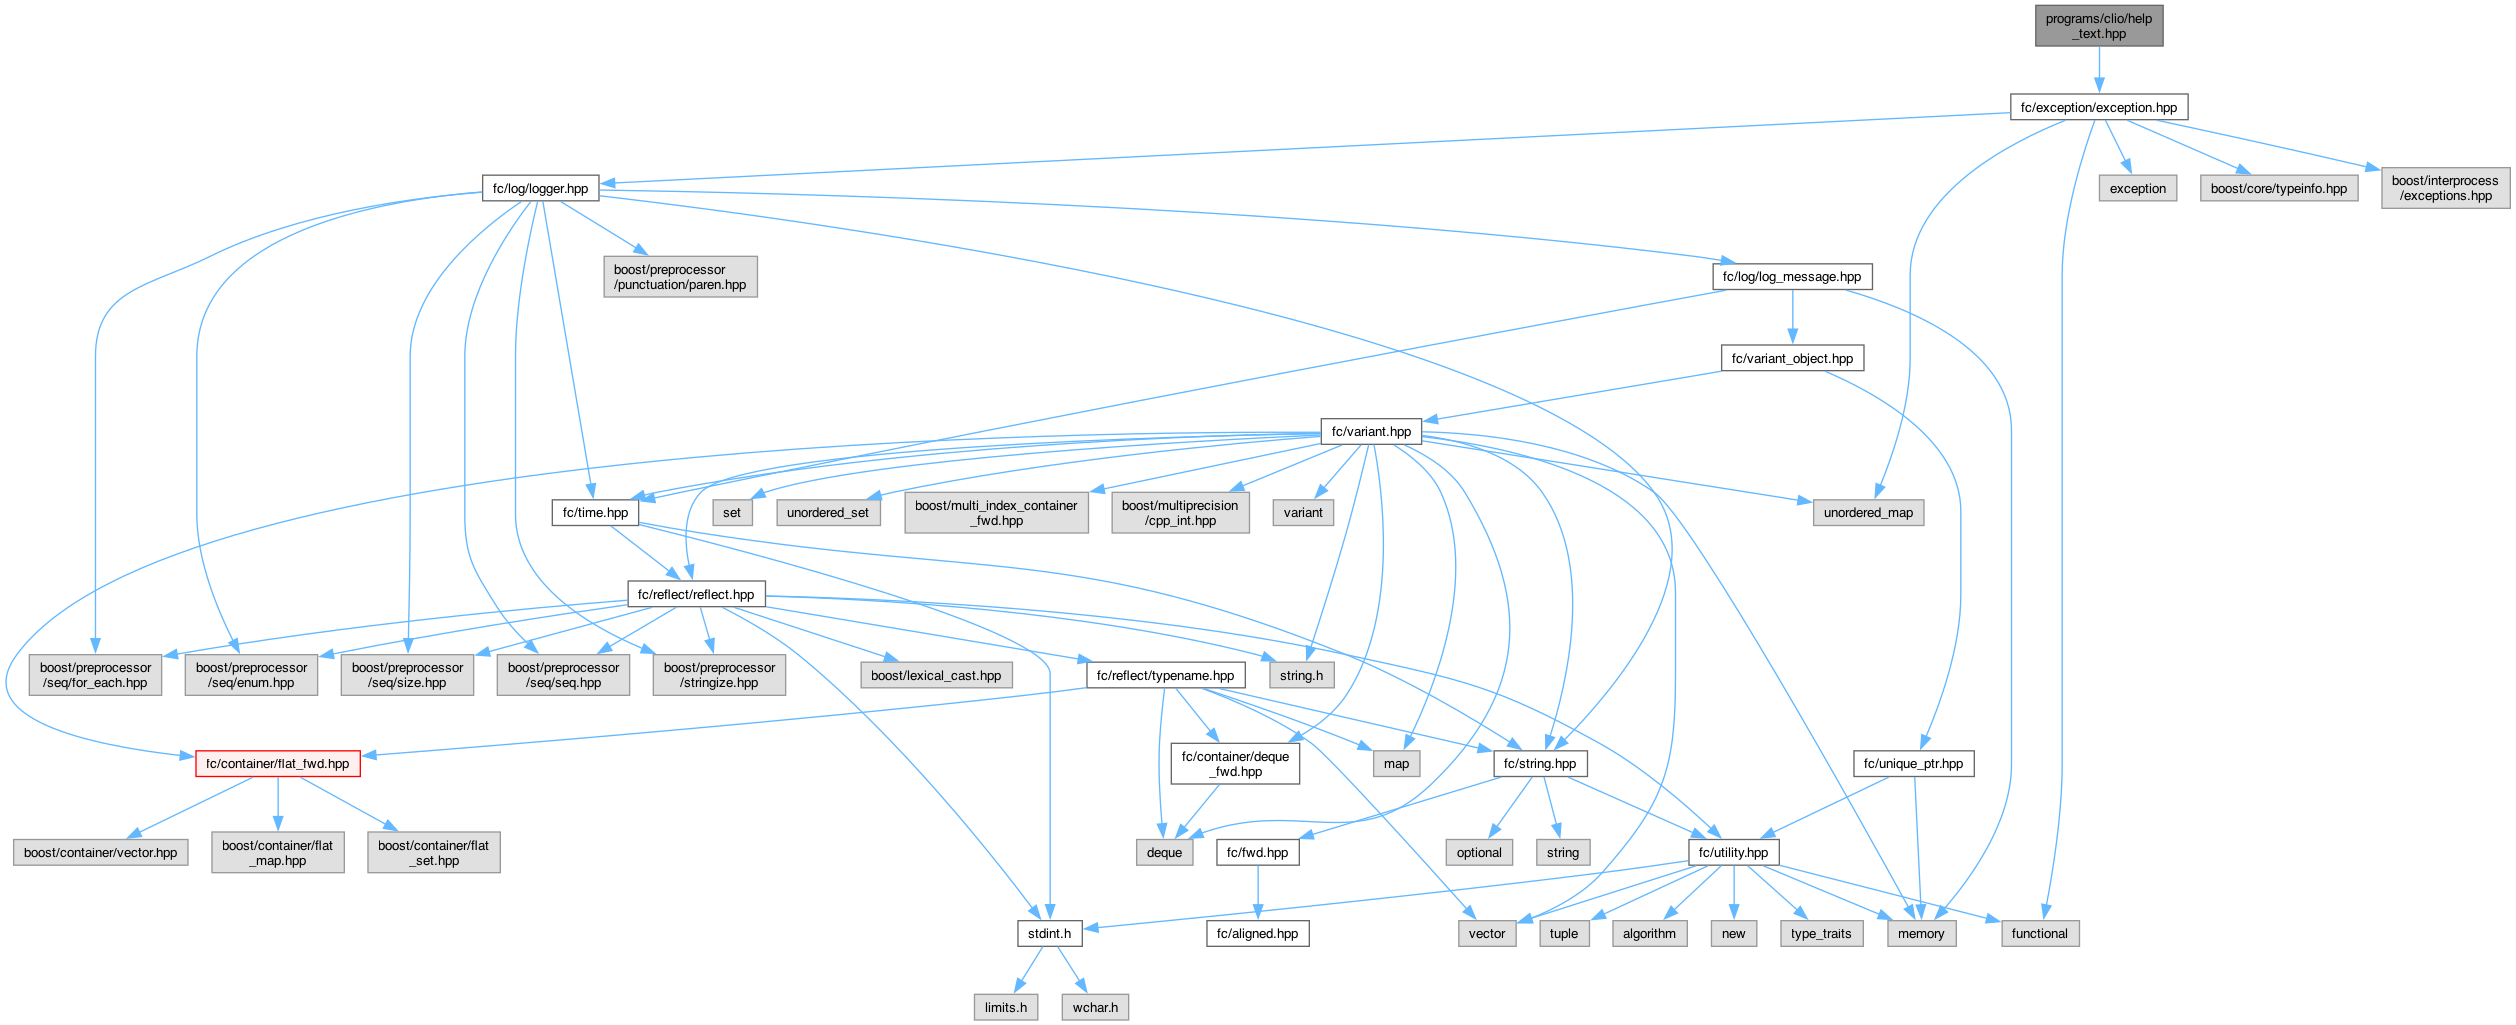 programs/clio/help
_text.hpp
fc/exception/exception.hpp
fc/log/logger.hpp
exception
boost/core/typeinfo.hpp
boost/interprocess
/exceptions.hpp
boost/preprocessor
/punctuation/paren.hpp
fc/log/log_message.hpp
fc/variant_object.hpp
fc/variant.hpp
fc/time.hpp
set
unordered_set
boost/multi_index_container
_fwd.hpp
boost/multiprecision
/cpp_int.hpp
variant
unordered_map
fc/reflect/reflect.hpp
boost/preprocessor
/seq/for_each.hpp
boost/preprocessor
/seq/enum.hpp
boost/preprocessor
/seq/size.hpp
boost/preprocessor
/seq/seq.hpp
boost/preprocessor
/stringize.hpp
boost/lexical_cast.hpp
fc/reflect/typename.hpp
string.h
fc/container/flat_fwd.hpp
fc/container/deque
_fwd.hpp
map
fc/string.hpp
fc/unique_ptr.hpp
boost/container/vector.hpp
boost/container/flat
_map.hpp
boost/container/flat
_set.hpp
deque
fc/fwd.hpp
optional
string
fc/utility.hpp
stdint.h
fc/aligned.hpp
vector
tuple
algorithm
new
type_traits
memory
functional
limits.h
wchar.h